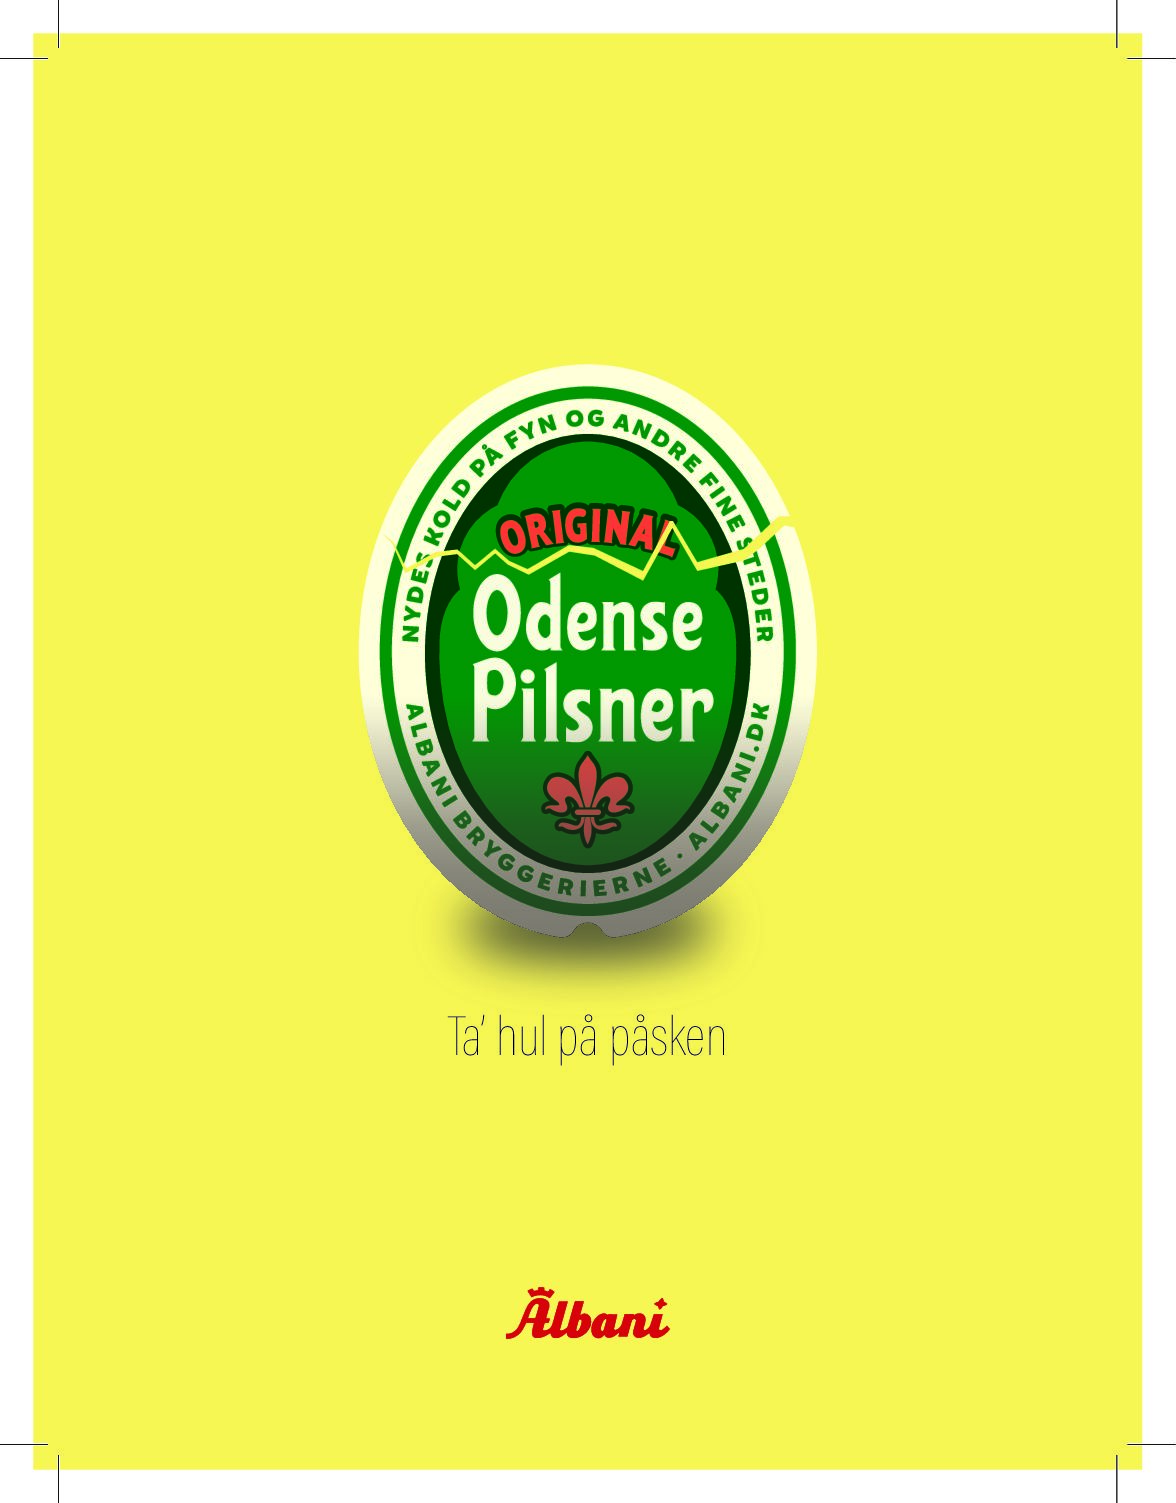 NYDES KOLD PÅ FYN OG ANDRE FINE STEDER
ORIGINAL
Odense
Pilsner
ALBANI BRYGGERIERNE · ALBANI.DK
Ta' hul på påsken
Albani